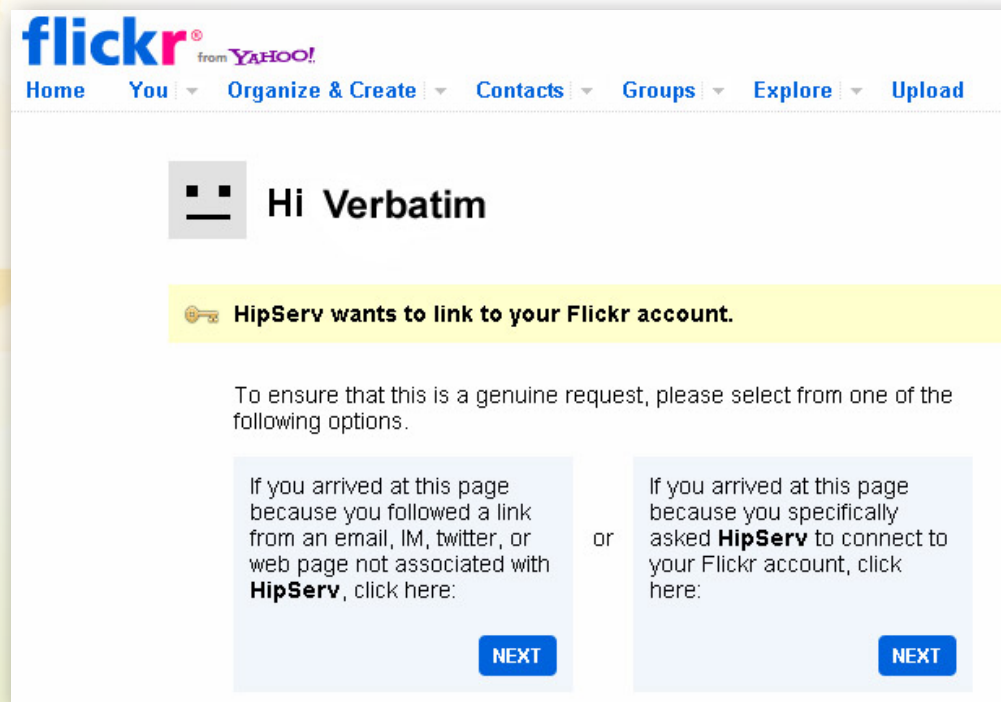 flickr® from YAHOO!
Home You Organize & Create Contacts Groups Explore Upload
Hi Verbatim
HipServ wants to link to your Flickr account.
To ensure that this is a genuine request, please select from one of the
following options.
If you arrived at this page
because you followed a link
from an email, IM, twitter, or
web page not associated with
HipServ, click here:
NEXT
or
If you arrived at this page
because you specifically
asked HipServ to connect to
your Flickr account, click
here:
NEXT